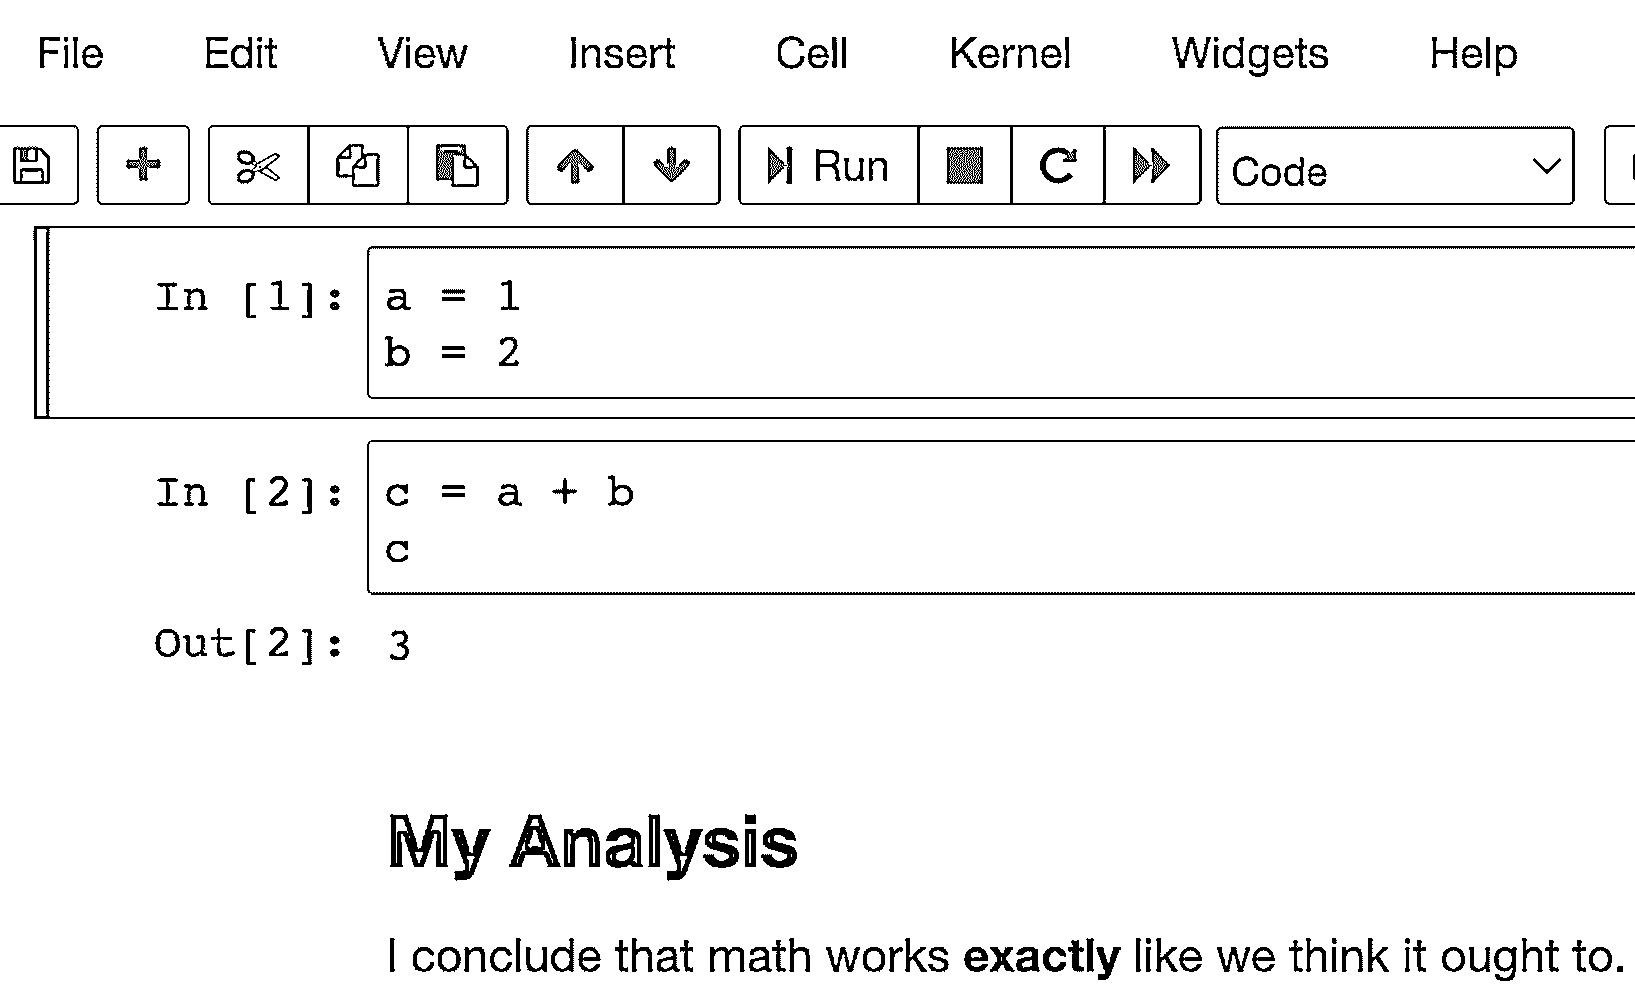 File Edit View Insert Cell Kernel Widgets Help
Run Code
In [1]: a = 1
b = 2
In [2]: c = a + b
c
Out[2]: 3
My Analysis
I conclude that math works exactly like we think it ought to.